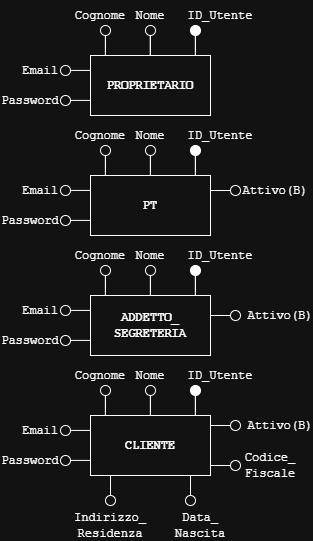 Cognome Nome ID_Utente
Email
PROPRIETARIO
Password
Cognome Nome ID_Utente
Email Attivo(B)
PT
Password
Cognome Nome ID_Utente
Email Attivo(B)
ADDETTO_
SEGRETERIA
Password
Cognome Nome ID_Utente
Email Attivo(B)
CLIENTE
Password Codice_
Fiscale
Indirizzo_ Data_
Residenza Nascita